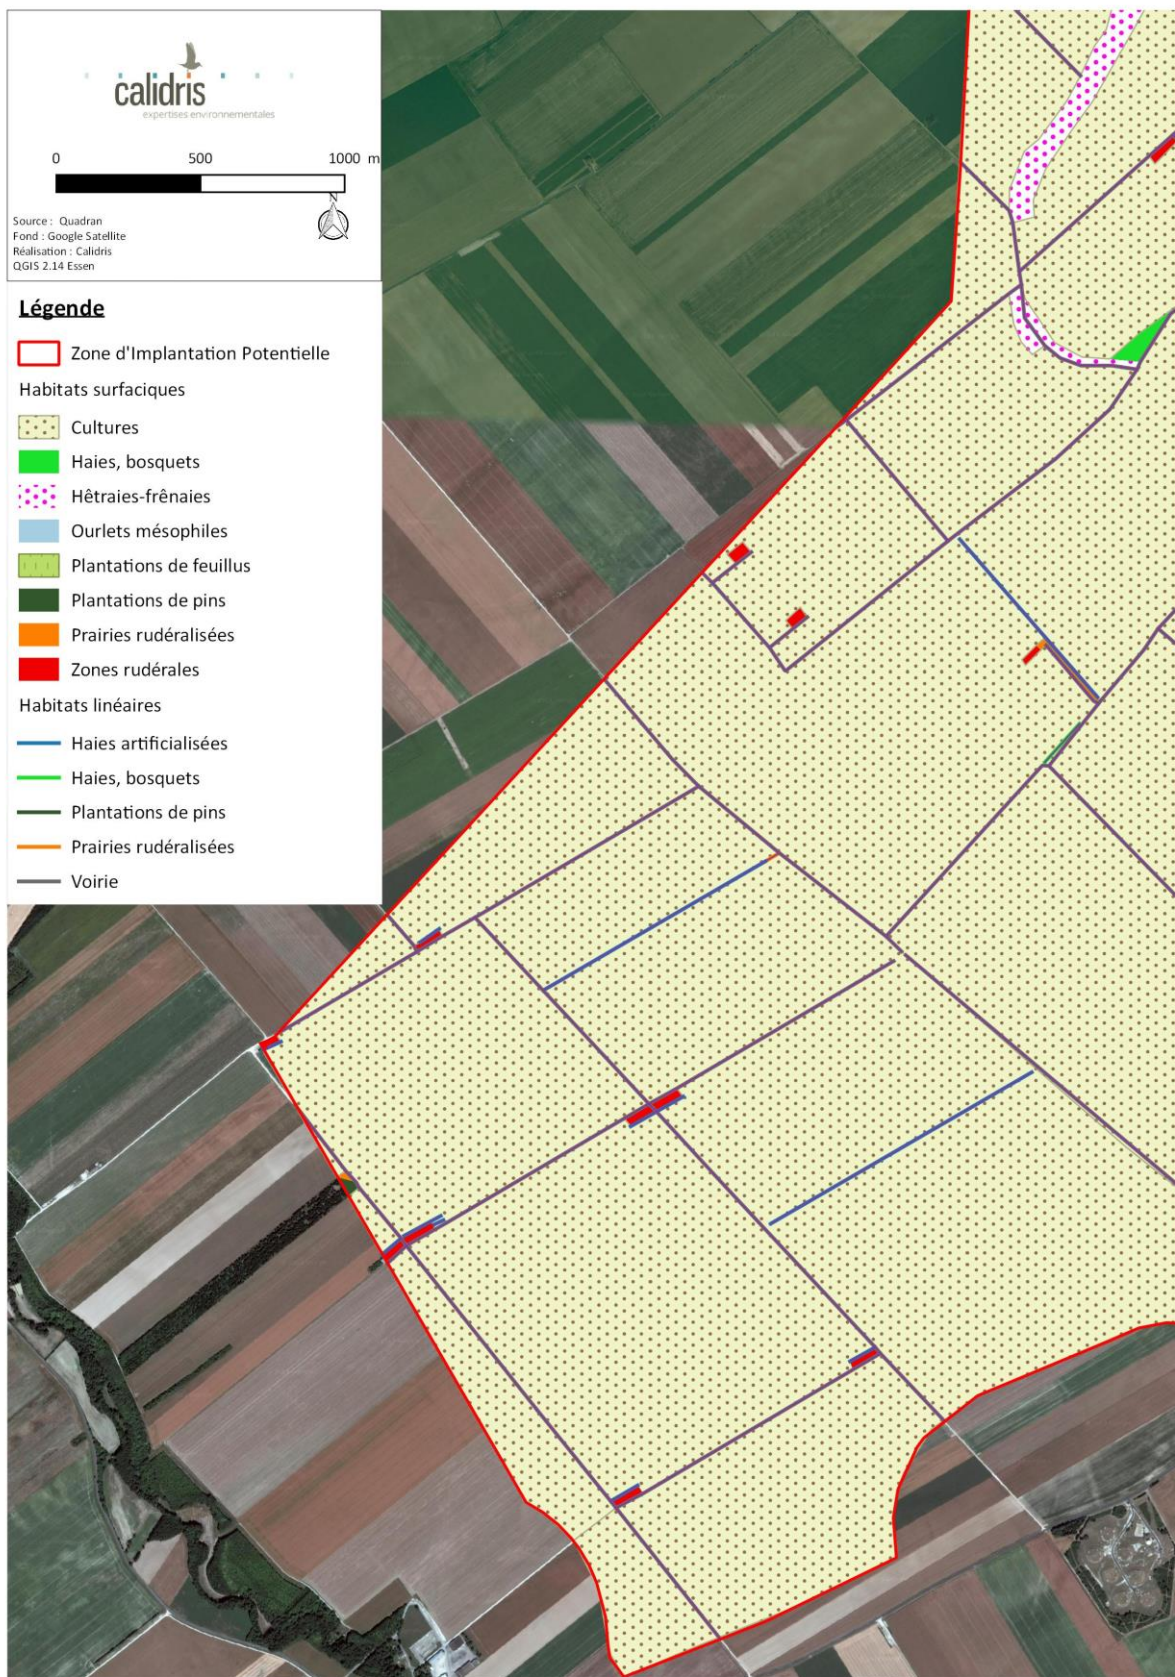 calidris
expertises environnementales
0 500 1000 m
N
Source : Quadran
Fond : Google Satellite
Réalisation : Calidris
QGIS 2.14 Essen
Légende
Zone d'Implantation Potentielle
Habitats surfaciques
Cultures
Haies, bosquets
Hêtraies-frênaies
Ourlets mésophiles
Plantations de feuillus
Plantations de pins
Prairies rudéralisées
Zones rudérales
Habitats linéaires
Haies artificialisées
Haies, bosquets
Plantations de pins
Prairies rudéralisées
Voirie